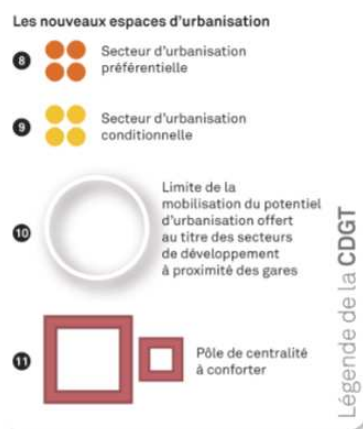 Les nouveaux espaces d'urbanisation
8
Secteur d'urbanisation
préférentielle
9
Secteur d'urbanisation
conditionnelle
10
Limite de la
mobilisation du potentiel
d'urbanisation offert
au titre des secteurs
de développement
à proximité des gares
11
Pôle de centralité
à conforter
Légende de la CDGT